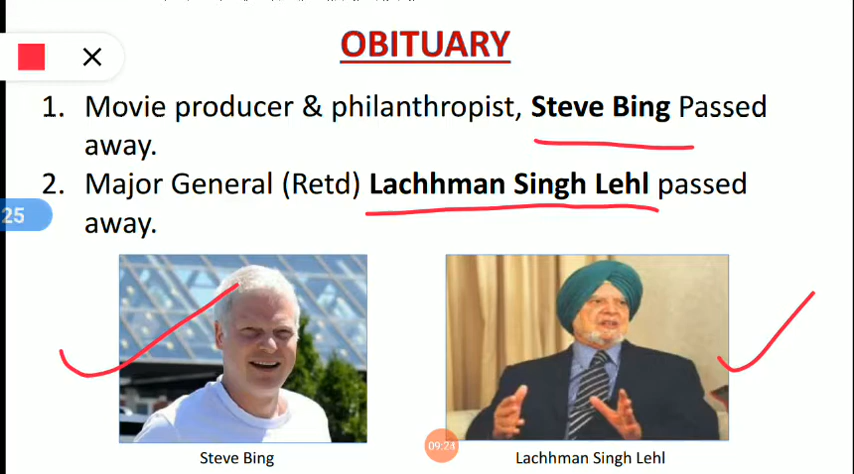 OBITUARY
1. Movie producer & philanthropist, Steve Bing Passed
away.
2. Major General (Retd) Lachhman Singh Lehl passed
25
away.
09:24
Steve Bing
Lachhman Singh Lehl